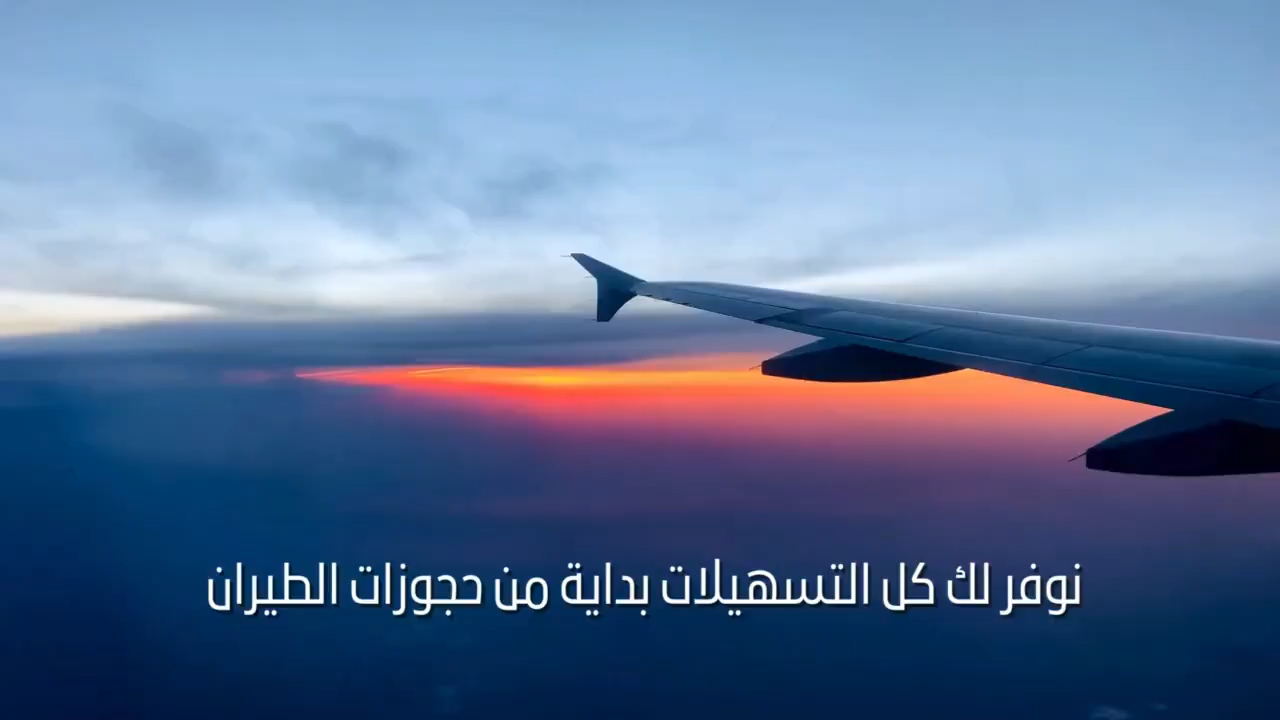 نوفر لك كل التسهيلات بداية من حجوزات الطيران